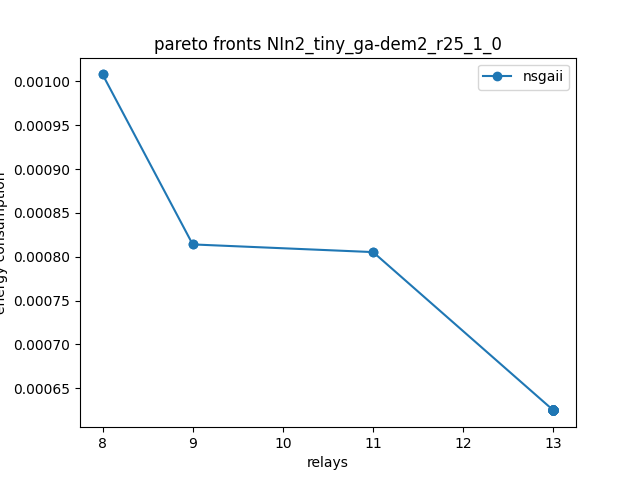 pareto fronts NIn2_tiny_ga-dem2_r25_1_0
nsgaii
0.00100
0.00095
0.00090
0.00085
0.00080
0.00075
0.00070
0.00065
energy consumption
8 9 10 11 12 13
relays